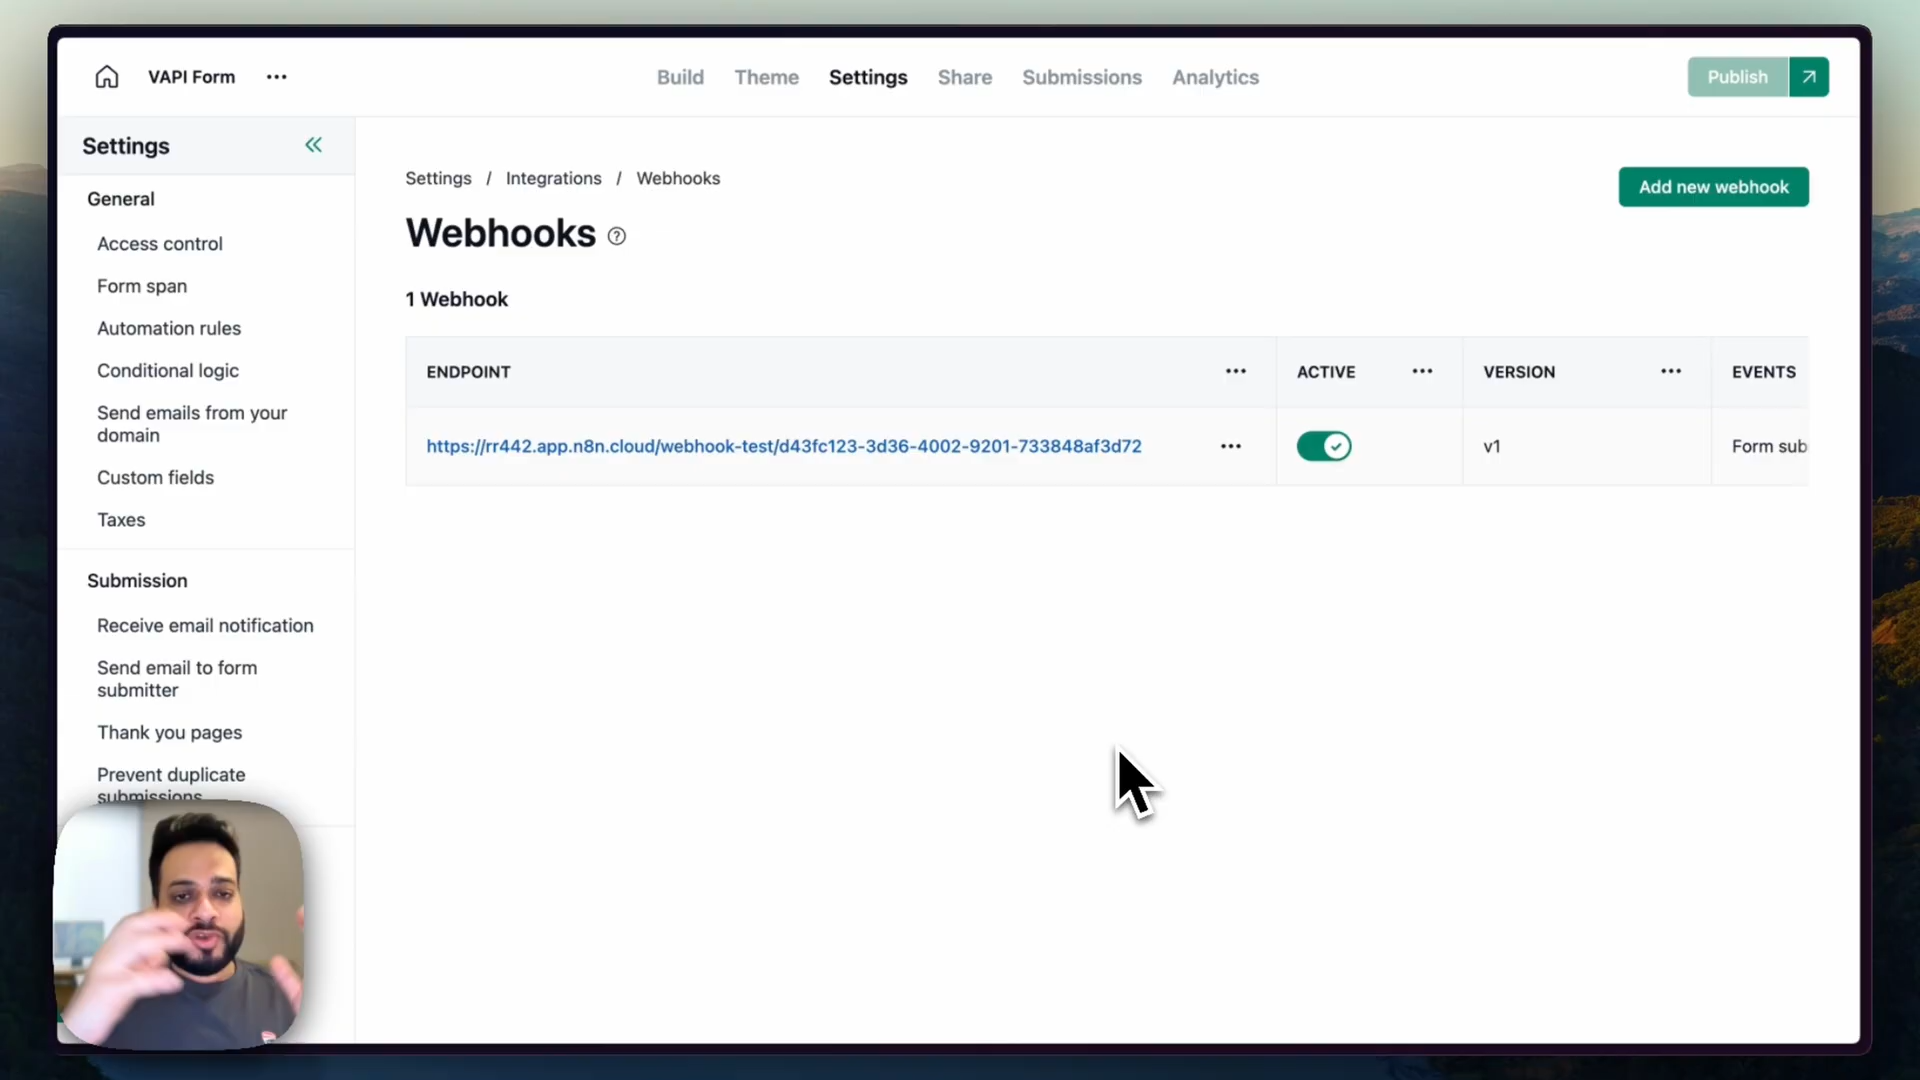 VAPI Form
Build
Theme
Settings
Share
Submissions
Analytics
Publish
Settings
General
Access control
Form span
Automation rules
Conditional logic
Send emails from your
domain
Custom fields
Taxes
Submission
Receive email notification
Send email to form
submitter
Thank you pages
Prevent duplicate
submissions
Settings / Integrations / Webhooks
Add new webhook
Webhooks
1 Webhook
ENDPOINT
ACTIVE
VERSION
EVENTS
https://rr442.app.n8n.cloud/webhook-test/d43fc123-3d36-4002-9201-733848af3d72
v1
Form sub